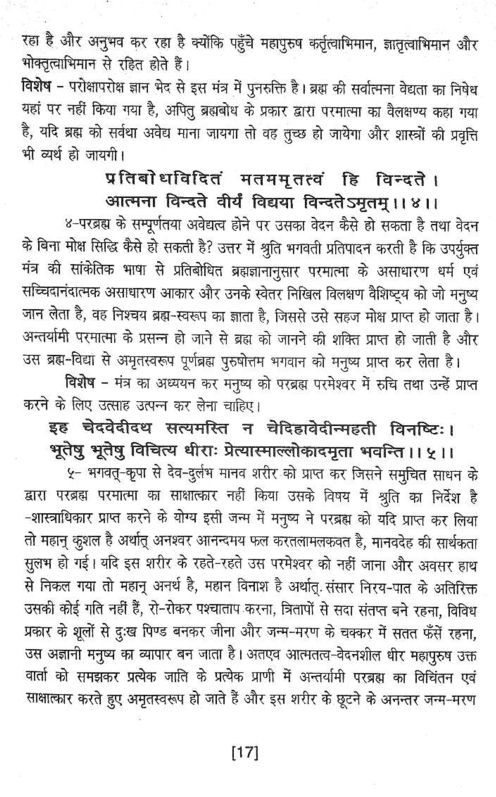 रहा है और अनुभव कर रहा है क्योंकि पहुँचे महापुरुष कर्तृत्वाभिमान, ज्ञातृत्वाभिमान और
भोक्तृत्वाभिमान से रहित होते हैं।
विशेष – परोक्षापरोक्ष ज्ञान भेद से इस मंत्र में पुनरुक्ति है। ब्रह्म की सर्वात्मना वेद्यता का निषेध
यहां पर नहीं किया गया है, अपितु ब्रह्मबोध के प्रकार द्वारा परमात्मा का वैलक्षण्य कहा गया
है, यदि ब्रह्म को सर्वथा अवेद्य माना जायगा तो वह तुच्छ हो जायेगा और शास्त्रों की प्रवृत्ति
भी व्यर्थ हो जायगी।
प्रतिबोधविदितं मतममृतत्वं हि विन्दते।
आत्मना विन्दते वीर्यं विद्यया विन्दतेऽमृतम्।।४।।
४-परब्रह्म के सम्पूर्णतया अवेद्यत्व होने पर उसका वेदन कैसे हो सकता है तथा वेदन
के बिना मोक्ष सिद्धि कैसे हो सकती है? उत्तर में श्रुति भगवती प्रतिपादन करती है कि उपर्युक्त
मंत्र की सांकेतिक भाषा से प्रतिबोधित ब्रह्मज्ञानानुसार परमात्मा के असाधारण धर्म एवं
सच्चिदानंदात्मक असाधारण आकार और उनके स्वेतर निखिल विलक्षण वैशिष्ट्य को जो मनुष्य
जान लेता है, वह निश्चय ब्रह्म-स्वरूप का ज्ञाता है, जिससे उसे सहज मोक्ष प्राप्त हो जाता है।
अन्तर्यामी परमात्मा के प्रसन्न हो जाने से ब्रह्म को जानने की शक्ति प्राप्त हो जाती है और
उस ब्रह्म-विद्या से अमृतस्वरूप पूर्णब्रह्म पुरुषोत्तम भगवान को मनुष्य प्राप्त कर लेता है।
विशेष – मंत्र का अध्ययन कर मनुष्य को परब्रह्म परमेश्वर में रुचि तथा उन्हें प्राप्त
करने के लिए उत्साह उत्पन्न कर लेना चाहिए।
इह चेदवेदीदथ सत्यमस्ति न चेदिहावेदीन्महती विनष्टिः।
भूतेषु भूतेषु विचित्य धीराः प्रेत्यास्माल्लोकादमृता भवन्ति।।५।।
५- भगवत्-कृपा से देव-दुर्लभ मानव शरीर को प्राप्त कर जिसने समुचित साधन के
द्वारा परब्रह्म परमात्मा का साक्षात्कार नहीं किया उसके विषय में श्रुति का निर्देश है
-शास्त्राधिकार प्राप्त करने के योग्य इसी जन्म में मनुष्य ने परब्रह्म को यदि प्राप्त कर लिया
तो महान् कुशल है अर्थात् अनश्वर आनन्दमय फल करतलामलकवत है, मानवदेह की सार्थकता
सुलभ हो गई। यदि इस शरीर के रहते-रहते उस परमेश्वर को नहीं जाना और अवसर हाथ
से निकल गया तो महान् अनर्थ है, महान विनाश है अर्थात्.संसार निरय-पात के अतिरिक्त
उसकी कोई गति नहीं हैं, रो-रोकर पश्चाताप करना, त्रितापों से सदा संतप्त बने रहना, विविध
प्रकार के शूलों से दुःख पिण्ड बनकर जीना और जन्म-मरण के चक्कर में सतत फँसें रहना,
उस अज्ञानी मनुष्य का व्यापार बन जाता है। अतएव आत्मतत्व-वेदनशील धीर महापुरुष उक्त
वार्ता को समझकर प्रत्येक जाति के प्रत्येक प्राणी में अन्तर्यामी परब्रह्म का विचिंतन एवं
साक्षात्कार करते हुए अमृतस्वरूप हो जाते हैं और इस शरीर के छूटने के अनन्तर जन्म-मरण
[17]